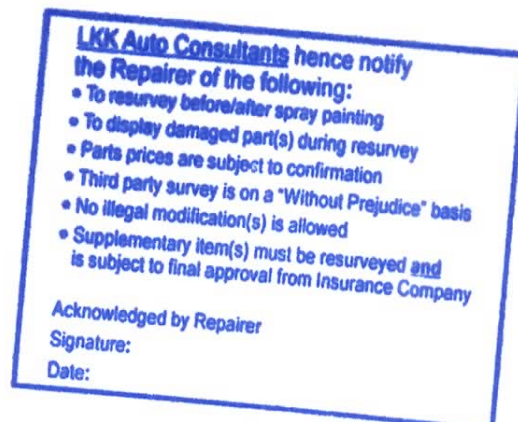 LKK Auto Consultants hence notify
the Repairer of the following:
• To resurvey before/after spray painting
• To display damaged part(s) during resurvey
• Parts prices are subject to confirmation
• Third party survey is on a "Without Prejudice" basis
• No illegal modification(s) is allowed
• Supplementary item(s) must be resurveyed and
is subject to final approval from Insurance Company
Acknowledged by Repairer
Signature:
Date: